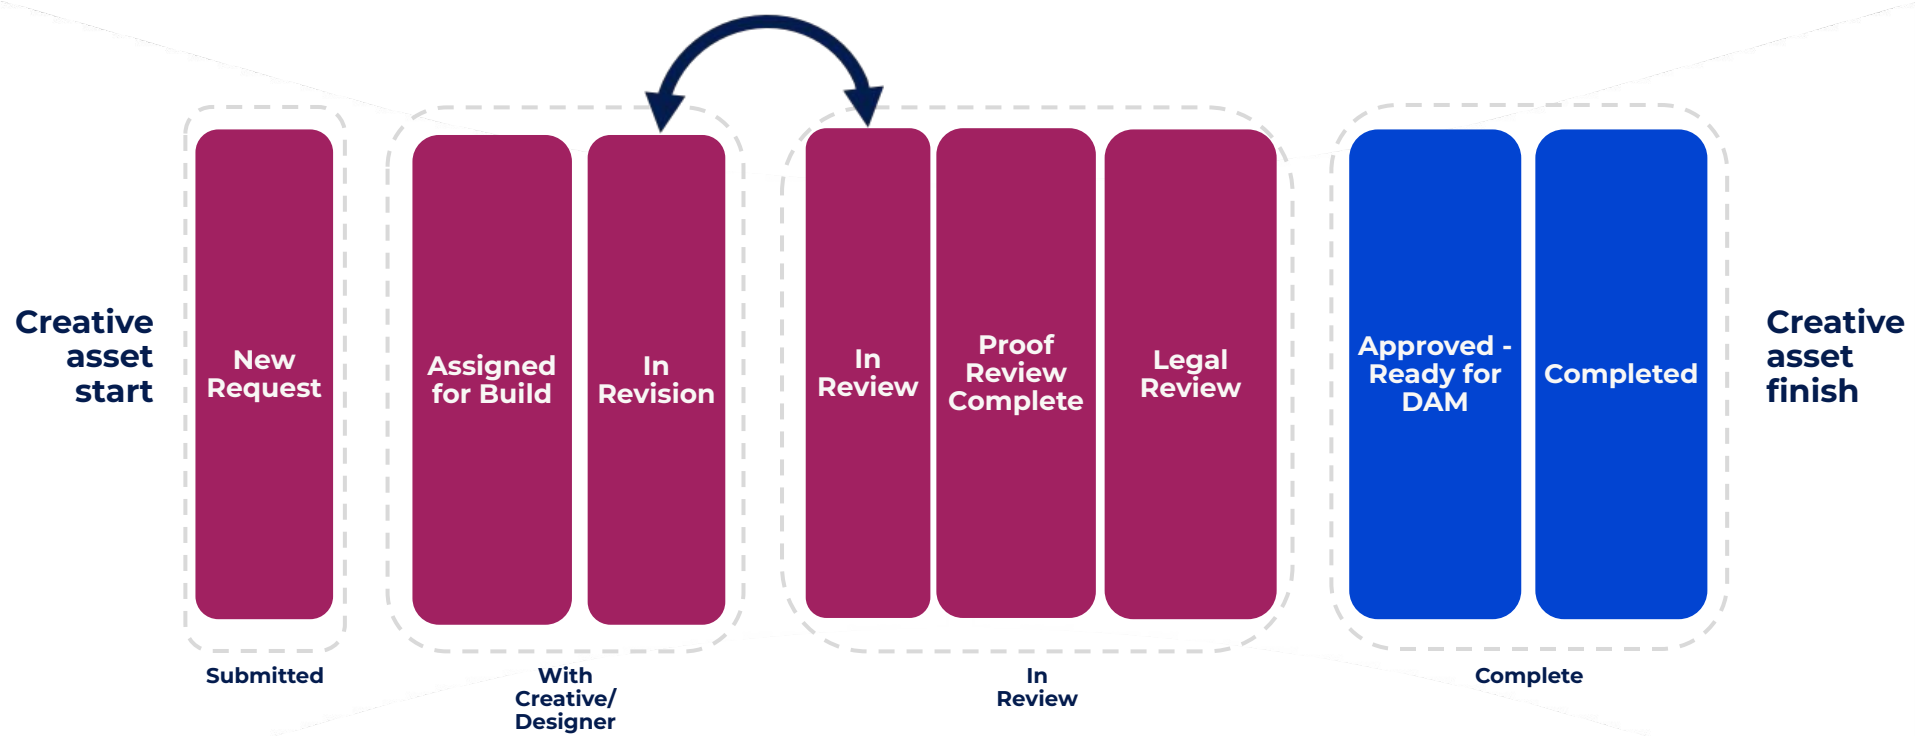 Creative
asset
start
New
Request
Submitted
Assigned
for Build
In
Revision
With
Creative/
Designer
In
Review
Proof
Review
Complete
Legal
Review
In
Review
Approved -
Ready for
DAM
Completed
Complete
Creative
asset
finish